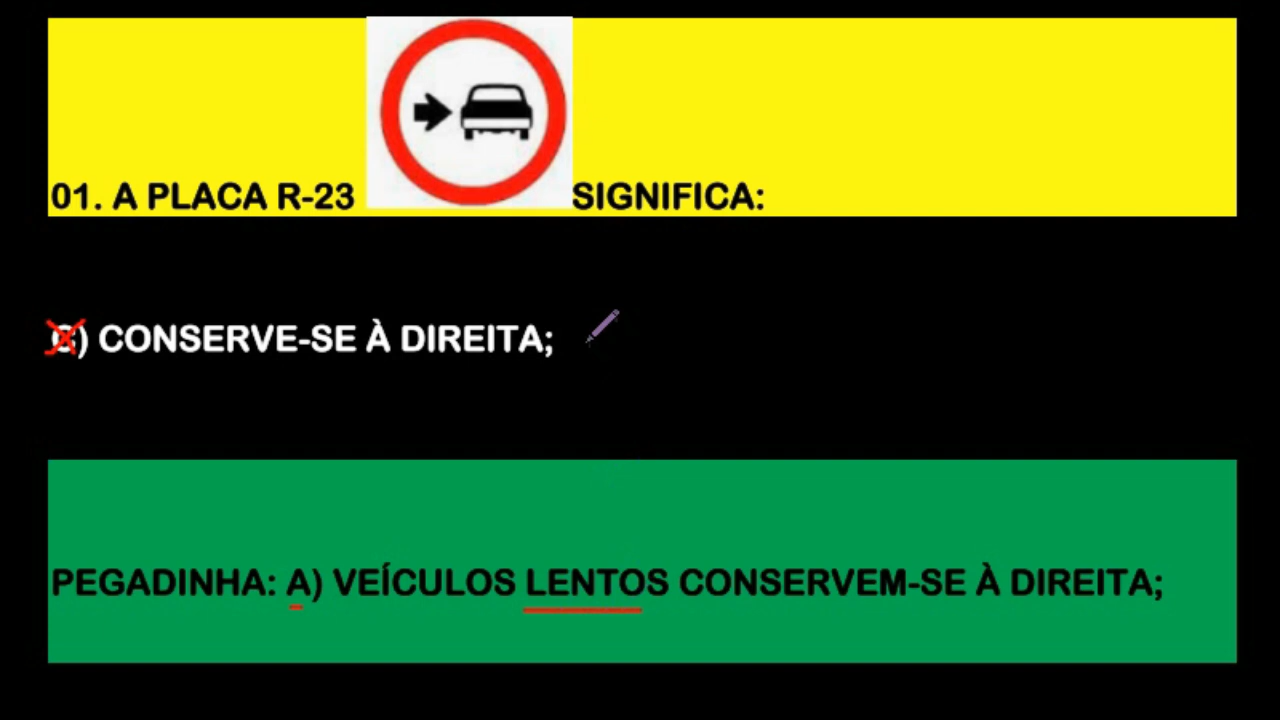 01. A PLACA R-23 SIGNIFICA:
C) CONSERVE-SE À DIREITA;
PEGADINHA: A) VEÍCULOS LENTOS CONSERVEM-SE À DIREITA;